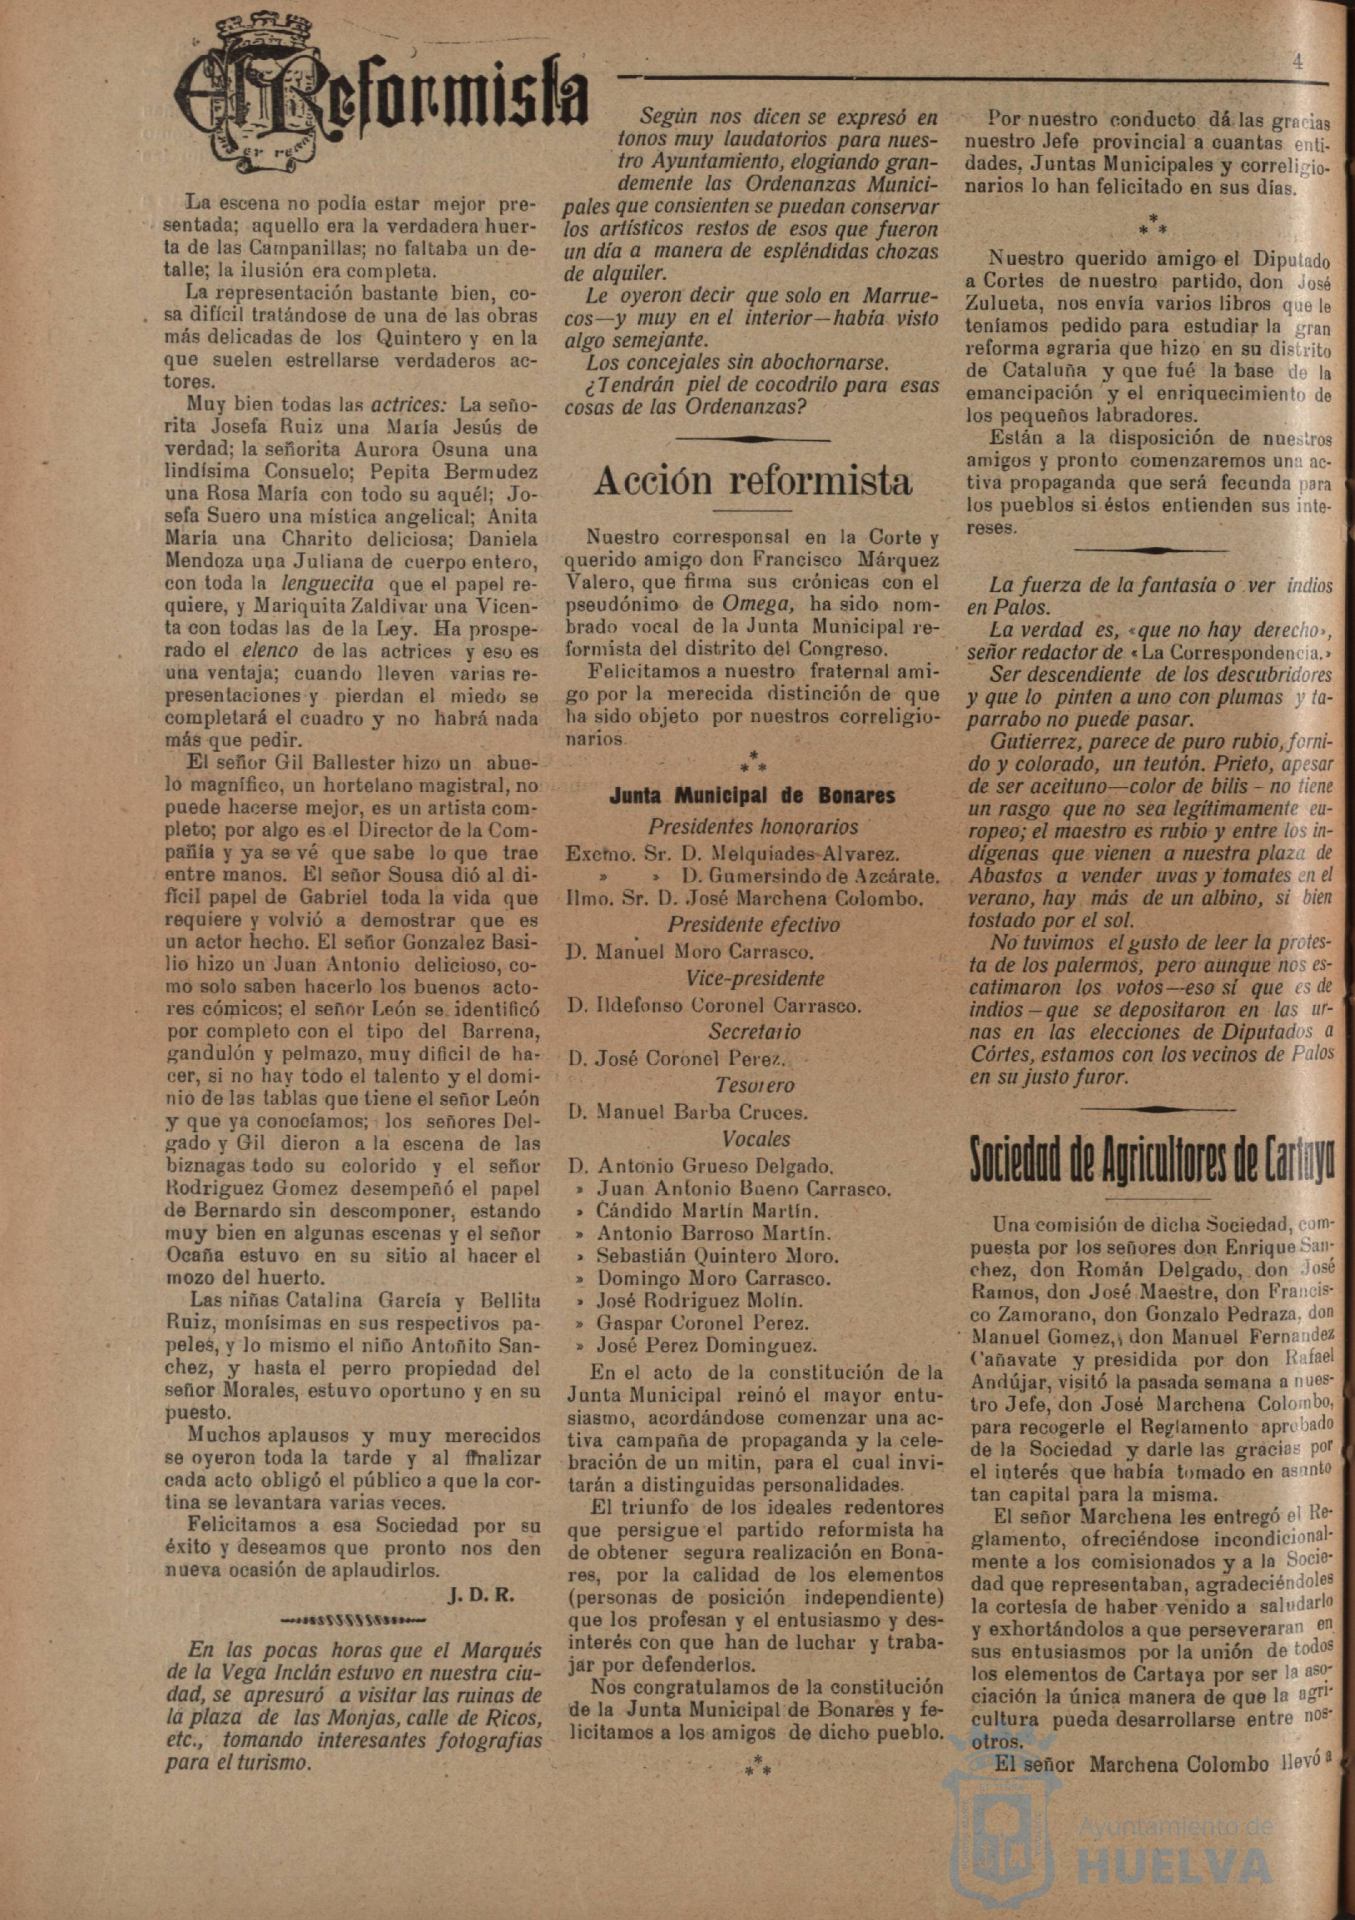 El Reformista
4
La escena no podía estar mejor pre-
sentada; aquello era la verdadera huer-
ta de las Campanillas; no faltaba un de-
talle; la ilusión era completa.
La representación bastante bien, co-
sa difícil tratándose de una de las obras
más delicadas de los Quintero y en la
que suelen estrellarse verdaderos ac-
tores.
Muy bien todas las actrices: La seño-
rita Josefa Ruiz una María Jesús de
verdad; la señorita Aurora Osuna una
lindísima Consuelo; Pepita Bermudez
una Rosa María con todo su aquél; Jo-
sefa Suero una mística angelical; Anita
María una Charito deliciosa; Daniela
Mendoza una Juliana de cuerpo entero,
con toda la lenguecita que el papel re-
quiere, y Mariquita Zaldivar una Vicen-
ta con todas las de la Ley. Ha prospe-
rado el elenco de las actrices y eso es
una ventaja; cuando lleven varias re-
presentaciones y pierdan el miedo se
completará el cuadro y no habrá nada
más que pedir.
El señor Gil Ballester hizo un abue-
lo magnífico, un hortelano magistral, no
puede hacerse mejor, es un artista com-
pleto; por algo es el Director de la Com-
pañía y ya se vé que sabe lo que trae
entre manos. El señor Sousa dió al di-
fícil papel de Gabriel toda la vida que
requiere y volvió a demostrar que es
un actor hecho. El señor Gonzalez Basi-
lio hizo un Juan Antonio delicioso, co-
mo solo saben hacerlo los buenos acto-
res cómicos; el señor León se identificó
por completo con el tipo del Barrena,
gandulón y pelmazo, muy dificil de ha-
cer, si no hay todo el talento y el domi-
nio de las tablas que tiene el señor León
y que ya conocíamos; los señores Del-
gado y Gil dieron a la escena de las
biznagas todo su colorido y el señor
Rodriguez Gomez desempeñó el papel
de Bernardo sin descomponer, estando
muy bien en algunas escenas y el señor
Ocaña estuvo en su sitio al hacer el
mozo del huerto.
Las niñas Catalina García y Bellita
Ruiz, monísimas en sus respectivos pa-
peles, y lo mismo el niño Antoñito San-
chez, y hasta el perro propiedad del
señor Morales, estuvo oportuno y en su
puesto.
Muchos aplausos y muy merecidos
se oyeron toda la tarde y al finalizar
cada acto obligó el público a que la cor-
tina se levantara varias veces.
Felicitamos a esa Sociedad por su
éxito y deseamos que pronto nos den
nueva ocasión de aplaudirlos.
J. D. R.
En las pocas horas que el Marqués
de la Vega Inclán estuvo en nuestra ciu-
dad, se apresuró a visitar las ruinas de
la plaza de las Monjas, calle de Ricos,
etc., tomando interesantes fotografías
para el turismo.
Según nos dicen se expresó en
tonos muy laudatorios para nues-
tro Ayuntamiento, elogiando gran-
demente las Ordenanzas Munici-
pales que consienten se puedan conservar
los artísticos restos de esos que fueron
un día a manera de espléndidas chozas
de alquiler.
Le oyeron decir que solo en Marrue-
cos—y muy en el interior—había visto
algo semejante.
Los concejales sin abochornarse.
¿Tendrán piel de cocodrilo para esas
cosas de las Ordenanzas?
Acción reformista
Nuestro corresponsal en la Corte y
querido amigo don Francisco Márquez
Valero, que firma sus crónicas con el
pseudónimo de Omega, ha sido nom-
brado vocal de la Junta Municipal re-
formista del distrito del Congreso.
Felicitamos a nuestro fraternal ami-
go por la merecida distinción de que
ha sido objeto por nuestros correligio-
narios.
***
Junta Municipal de Bonares
Presidentes honorarios
Excmo. Sr. D. Melquiades Alvarez.
» » D. Gumersindo de Azcárate.
Ilmo. Sr. D. José Marchena Colombo.
Presidente efectivo
D. Manuel Moro Carrasco.
Vice-presidente
D. Ildefonso Coronel Carrasco.
Secretario
D. José Coronel Perez.
Tesorero
D. Manuel Barba Cruces.
Vocales
D. Antonio Grueso Delgado.
» Juan Antonio Bueno Carrasco.
» Cándido Martín Martín.
» Antonio Barroso Martín.
» Sebastián Quintero Moro.
» Domingo Moro Carrasco.
» José Rodriguez Molín.
» Gaspar Coronel Perez.
» José Perez Dominguez.
En el acto de la constitución de la
Junta Municipal reinó el mayor entu-
siasmo, acordándose comenzar una ac-
tiva campaña de propaganda y la cele-
bración de un mitin, para el cual invi-
tarán a distinguidas personalidades.
El triunfo de los ideales redentores
que persigue el partido reformista ha
de obtener segura realización en Bona-
res, por la calidad de los elementos
(personas de posición independiente)
que los profesan y el entusiasmo y des-
interés con que han de luchar y traba-
jar por defenderlos.
Nos congratulamos de la constitución
de la Junta Municipal de Bonares y fe-
licitamos a los amigos de dicho pueblo.
***
Por nuestro conducto dá las gracias
nuestro Jefe provincial a cuantas enti-
dades, Juntas Municipales y correligio-
narios lo han felicitado en sus días.
***
Nuestro querido amigo el Diputado
a Cortes de nuestro partido, don José
Zulueta, nos envía varios libros que le
teníamos pedido para estudiar la gran
reforma agraria que hizo en su distrito
de Cataluña y que fué la base de la
emancipación y el enriquecimiento de
los pequeños labradores.
Están a la disposición de nuestros
amigos y pronto comenzaremos una ac-
tiva propaganda que será fecunda para
los pueblos si éstos entienden sus inte-
reses.
La fuerza de la fantasía o ver indios
en Palos.
La verdad es, «que no hay derecho»,
señor redactor de «La Correspondencia.»
Ser descendiente de los descubridores
y que lo pinten a uno con plumas y ta-
parrabo no puede pasar.
Gutierrez, parece de puro rubio, forni-
do y colorado, un teutón. Prieto, apesar
de ser aceituno—color de bilis - no tiene
un rasgo que no sea legítimamente eu-
ropeo; el maestro es rubio y entre los in-
dígenas que vienen a nuestra plaza de
Abastos a vender uvas y tomates en el
verano, hay más de un albino, si bien
tostado por el sol.
No tuvimos el gusto de leer la protes-
ta de los palermos, pero aunque nos es-
catimaron los votos—eso sí que es de
indios—que se depositaron en las ur-
nas en las elecciones de Diputados a
Córtes, estamos con los vecinos de Palos
en su justo furor.
Sociedad de Agricultores de Cartaya
Una comisión de dicha Sociedad, com-
puesta por los señores don Enrique San-
chez, don Román Delgado, don José
Ramos, don José Maestre, don Francis-
co Zamorano, don Gonzalo Pedraza, don
Manuel Gomez, don Manuel Fernandez
Cañavate y presidida por don Rafael
Andújar, visitó la pasada semana a nues-
tro Jefe, don José Marchena Colombo,
para recogerle el Reglamento aprobado
de la Sociedad y darle las gracias por
el interés que había tomado en asunto
tan capital para la misma.
El señor Marchena les entregó el Re-
glamento, ofreciéndose incondicional-
mente a los comisionados y a la Socie-
dad que representaban, agradeciéndoles
la cortesía de haber venido a saludarlo
y exhortándolos a que perseveraran en
sus entusiasmos por la unión de todos
los elementos de Cartaya por ser la aso-
ciación la única manera de que la agri-
cultura pueda desarrollarse entre nos-
otros.
El señor Marchena Colombo llevó a
Ayuntamiento de
HUELVA